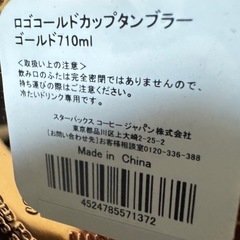 ロゴコールドカップタンブラー
ゴールド710ml
<取扱い上の注意>
飲み口のふたは完全密閉ではありませんので、
持ち運びの際はご注意ください。
冷たいドリンク専用です。
スターバックス コーヒー ジャパン株式会社
東京都品川区上大崎2-25-2
[お問い合わせ先]お客様相談室0120-336-388
Made in China
4524785571372